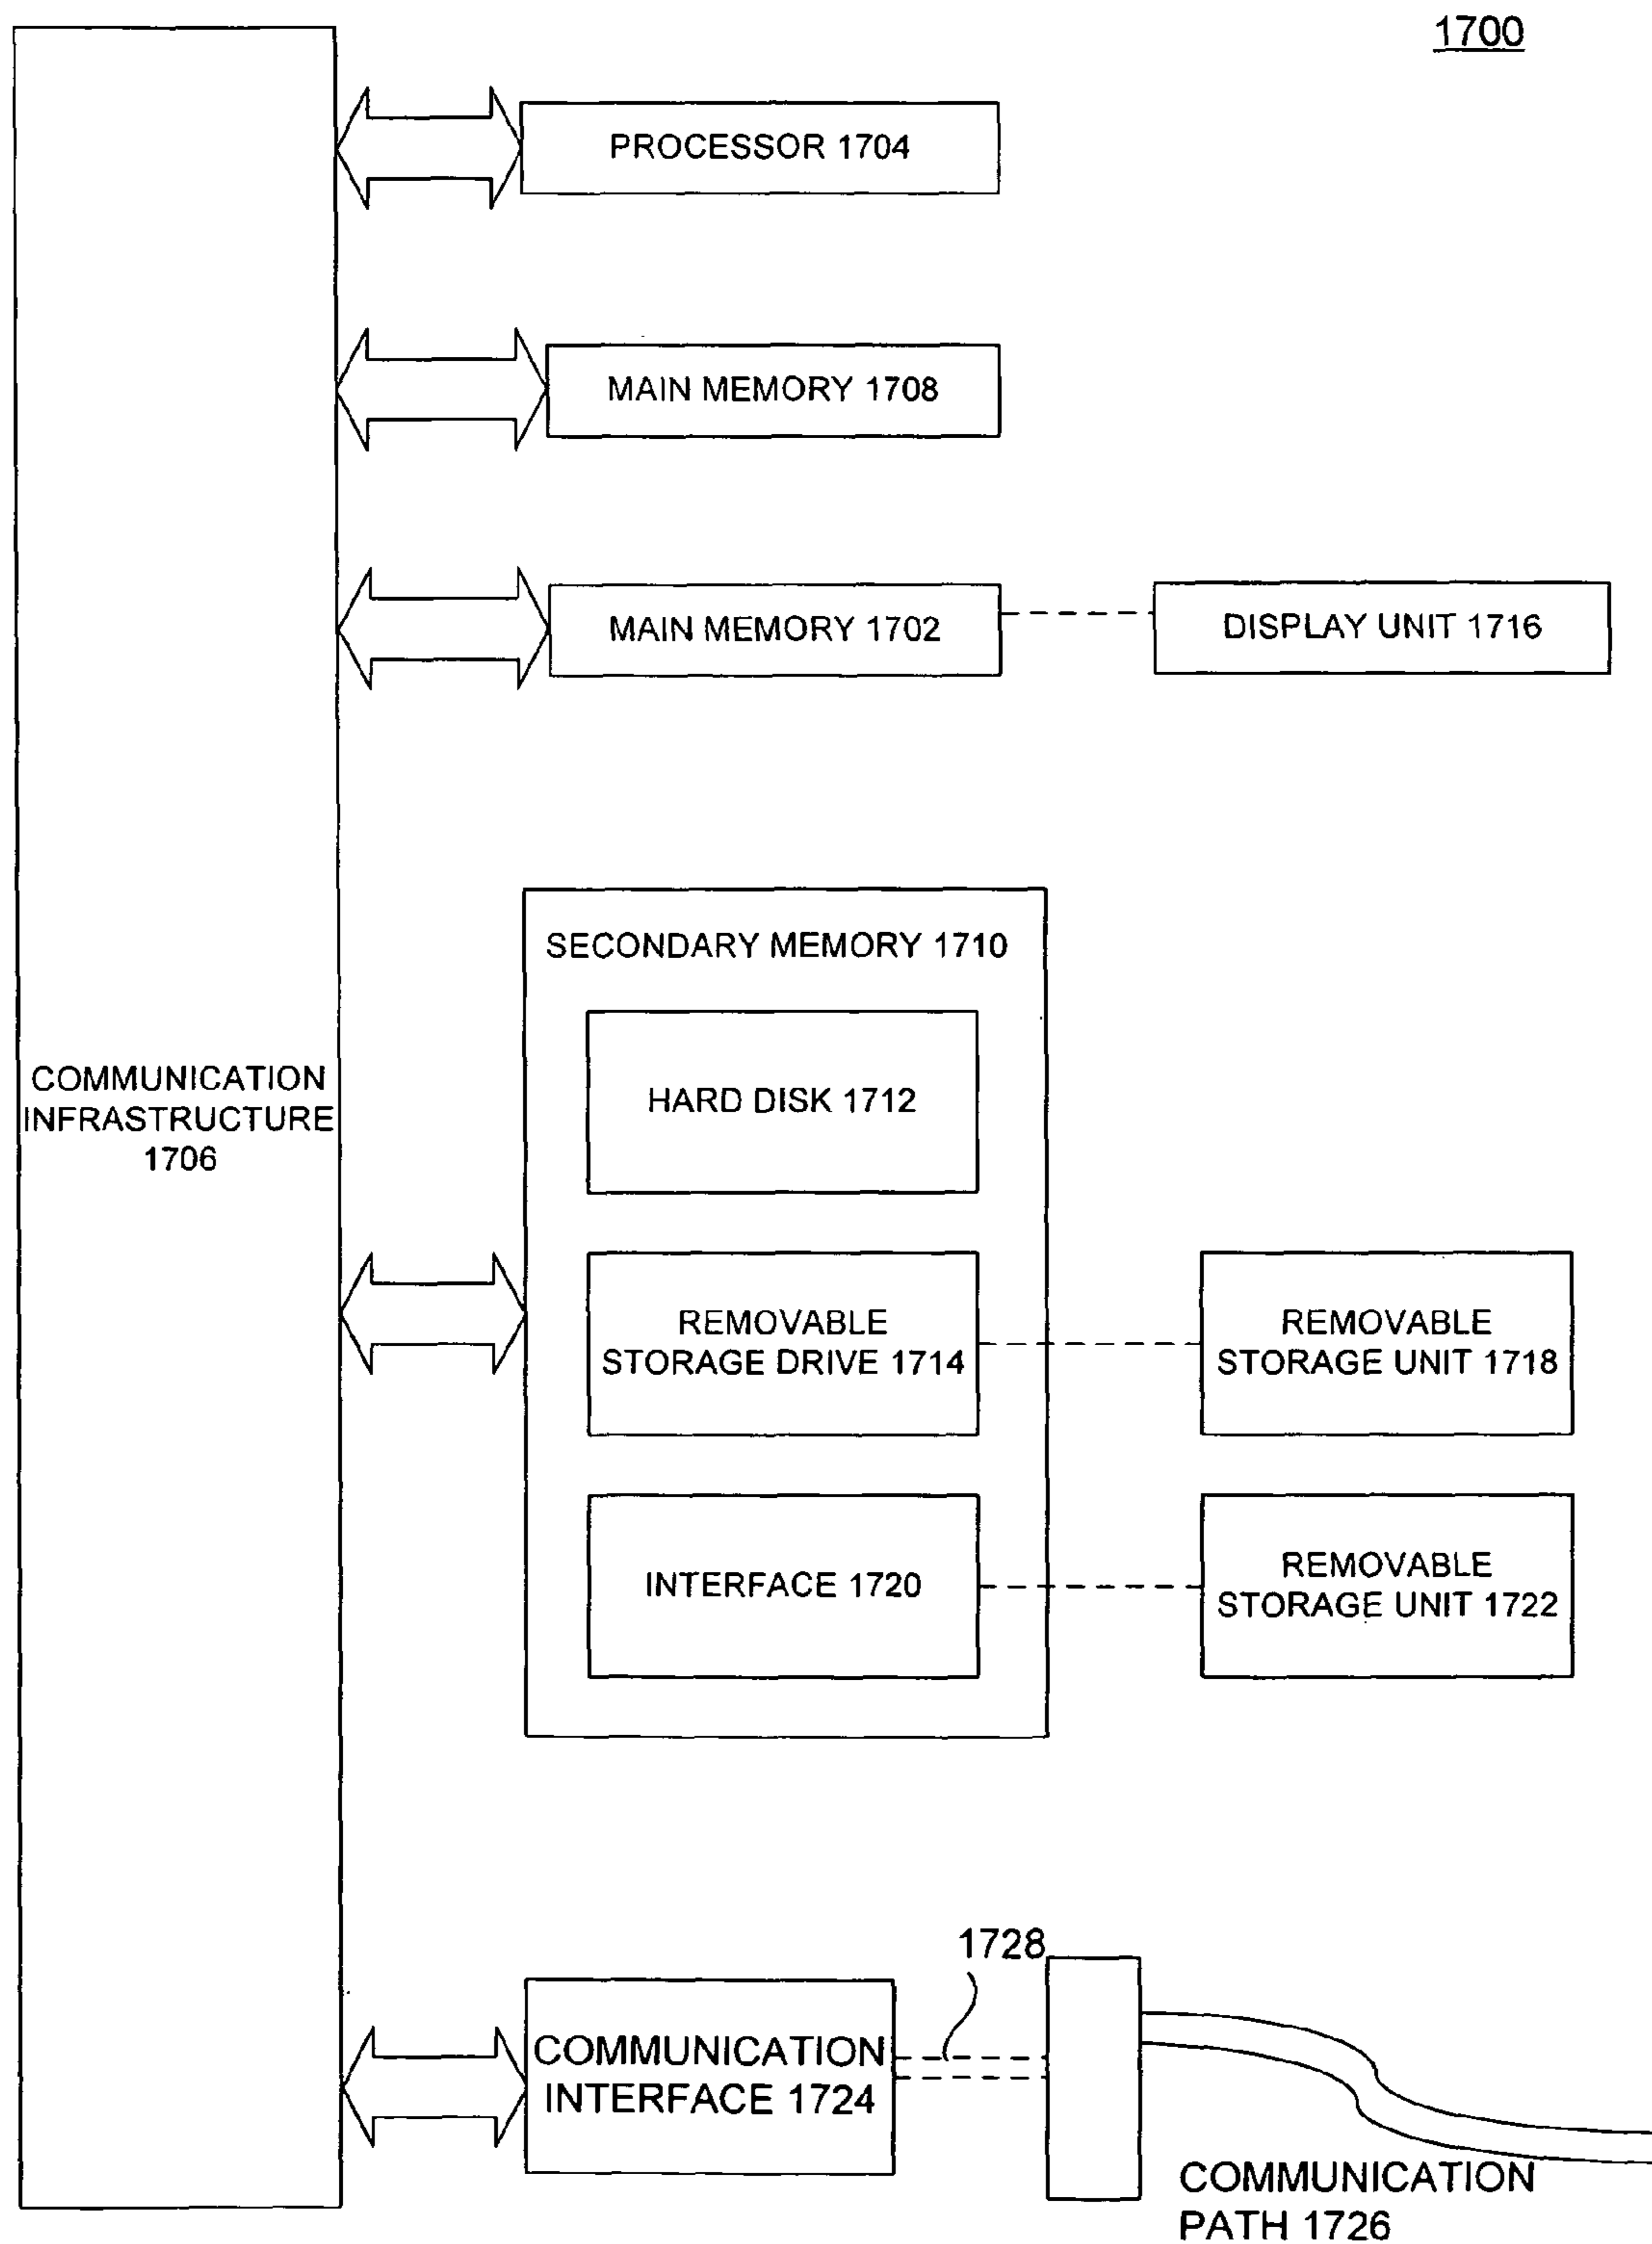 1700
PROCESSOR 1704
MAIN MEMORY 1708
MAIN MEMORY 1702
DISPLAY UNIT 1716
SECONDARY MEMORY 1710
HARD DISK 1712
COMMUNICATION
INFRASTRUCTURE
1706
REMOVABLE
STORAGE DRIVE 1714
REMOVABLE
STORAGE UNIT 1718
INTERFACE 1720
REMOVABLE
STORAGE UNIT 1722
1728
COMMUNICATION
INTERFACE 1724
COMMUNICATION
PATH 1726